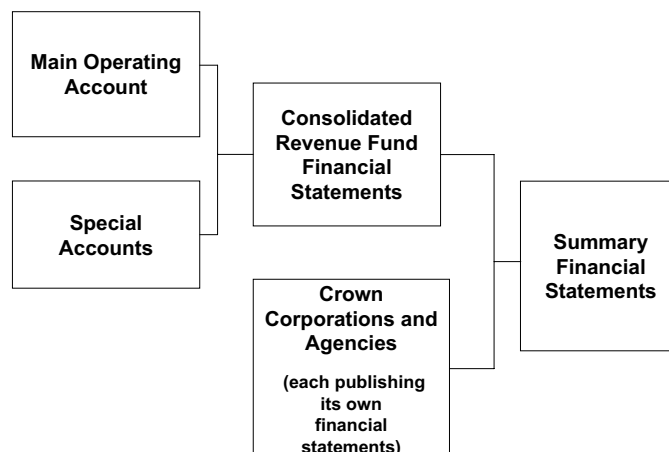 Main Operating
Account
Special
Accounts
Consolidated
Revenue Fund
Financial
Statements
Crown
Corporations and
Agencies
(each publishing
its own
financial
statements)
Summary
Financial
Statements